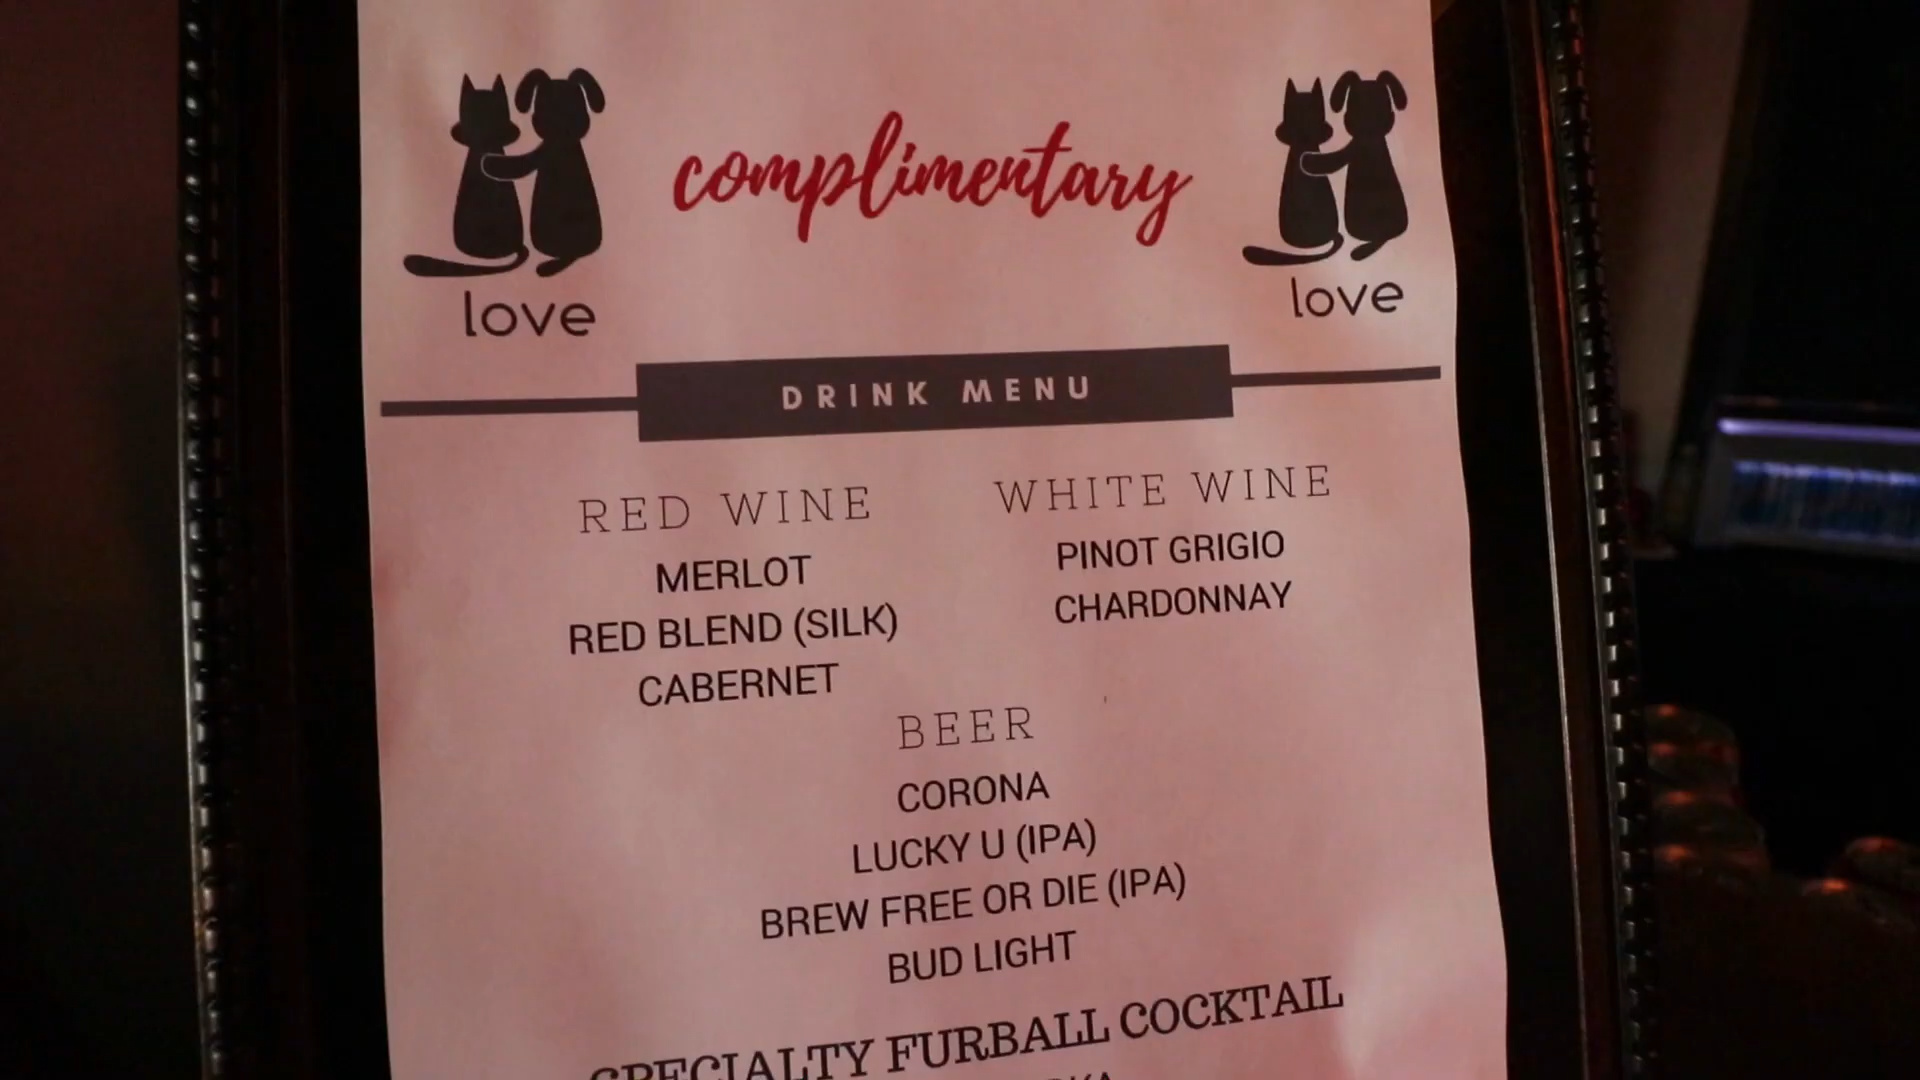 complimentary
love
love
DRINK MENU
RED WINE
MERLOT
RED BLEND (SILK)
CABERNET
WHITE WINE
PINOT GRIGIO
CHARDONNAY
BEER
CORONA
LUCKY U (IPA)
BREW FREE OR DIE (IPA)
BUD LIGHT
SPECIALTY FURBALL COCKTAIL